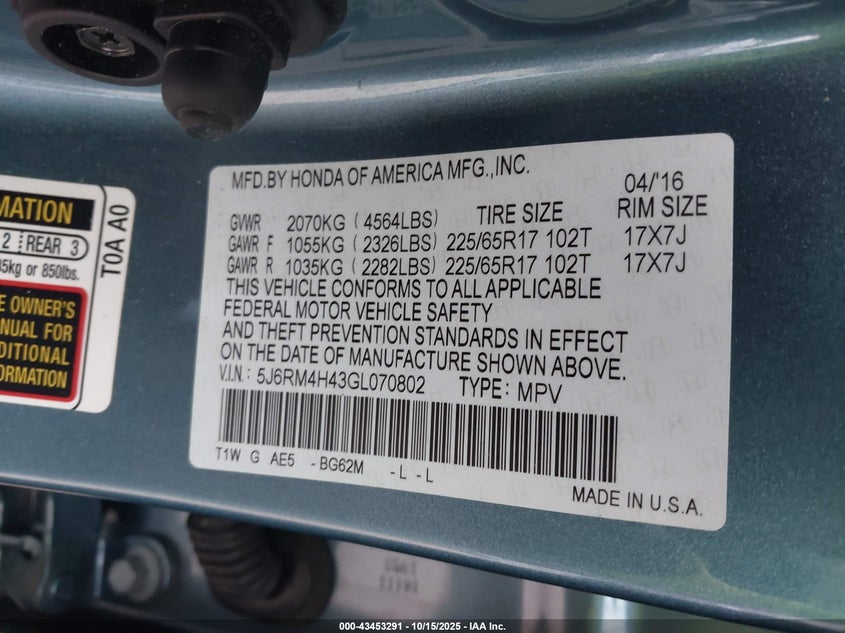 MFD.BY HONDA OF AMERICA MFG.,INC.
04/'16
GVWR 2070KG (4564LBS) TIRE SIZE RIM SIZE
GAWR F 1055KG (2326LBS) 225/65R17 102T 17X7J
GAWR R 1035KG (2282LBS) 225/65R17 102T 17X7J
THIS VEHICLE CONFORMS TO ALL APPLICABLE
FEDERAL MOTOR VEHICLE SAFETY
AND THEFT PREVENTION STANDARDS IN EFFECT
ON THE DATE OF MANUFACTURE SHOWN ABOVE.
V.I.N.: 5J6RM4H43GL070802 TYPE: MPV
T1W G AE5 -BG62M -L -L
MADE IN U.S.A.
MATION
2 REAR 3
5kg or 850lbs.
E OWNER'S
NUAL FOR
DITIONAL
FORMATION
T0A A0
000-43453291 - 10/15/2025 - IAA Inc.